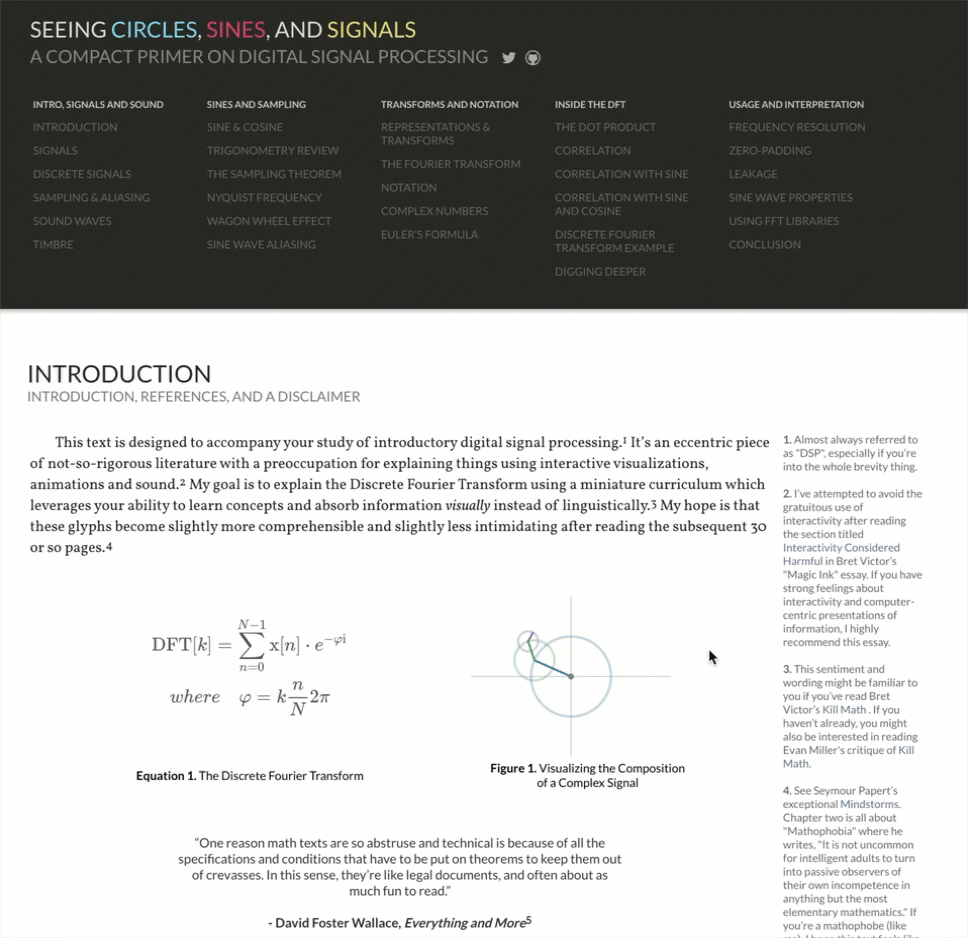 SEEING CIRCLES, SINES, AND SIGNALS
A COMPACT PRIMER ON DIGITAL SIGNAL PROCESSING
INTRO, SIGNALS AND SOUND
INTRODUCTION
SIGNALS
DISCRETE SIGNALS
SAMPLING & ALIASING
SOUND WAVES
TIMBRE
SINES AND SAMPLING
SINE & COSINE
TRIGONOMETRY REVIEW
THE SAMPLING THEOREM
NYQUIST FREQUENCY
WAGON WHEEL EFFECT
SINE WAVE ALIASING
TRANSFORMS AND NOTATION
REPRESENTATIONS &
TRANSFORMS
THE FOURIER TRANSFORM
NOTATION
COMPLEX NUMBERS
EULER'S FORMULA
INSIDE THE DFT
THE DOT PRODUCT
CORRELATION
CORRELATION WITH SINE
CORRELATION WITH SINE
AND COSINE
DISCRETE FOURIER
TRANSFORM EXAMPLE
DIGGING DEEPER
USAGE AND INTERPRETATION
FREQUENCY RESOLUTION
ZERO-PADDING
LEAKAGE
SINE WAVE PROPERTIES
USING FFT LIBRARIES
CONCLUSION
INTRODUCTION
INTRODUCTION, REFERENCES, AND A DISCLAIMER
This text is designed to accompany your study of introductory digital signal processing.¹ It's an eccentric piece
of not-so-rigorous literature with a preoccupation for explaining things using interactive visualizations,
animations and sound.² My goal is to explain the Discrete Fourier Transform using a miniature curriculum which
leverages your ability to learn concepts and absorb information visually instead of linguistically.³ My hope is that
these glyphs become slightly more comprehensible and slightly less intimidating after reading the subsequent 30
or so pages.⁴
DFT[k] = ∑_{n=0}^{N−1} x[n] · e^{−φi}
where φ = k n/N 2π
Equation 1. The Discrete Fourier Transform
Figure 1. Visualizing the Composition
of a Complex Signal
"One reason math texts are so abstruse and technical is because of all the
specifications and conditions that have to be put on theorems to keep them out
of crevasses. In this sense, they're like legal documents, and often about as
much fun to read."
- David Foster Wallace, Everything and More⁵
1. Almost always referred to
as "DSP", especially if you're
into the whole brevity thing.
2. I've attempted to avoid the
gratuitous use of
interactivity after reading
the section titled
Interactivity Considered
Harmful in Bret Victor's
"Magic Ink" essay. If you have
strong feelings about
interactivity and computer-
centric presentations of
information, I highly
recommend this essay.
3. This sentiment and
wording might be familiar to
you if you've read Bret
Victor's Kill Math . If you
haven't already, you might
also be interested in reading
Evan Miller's critique of Kill
Math.
4. See Seymour Papert's
exceptional Mindstorms.
Chapter two is all about
"Mathophobia" where he
writes, "It is not uncommon
for intelligent adults to turn
into passive observers of
their own incompetence in
anything but the most
elementary mathematics." If
you're a mathophobe (like